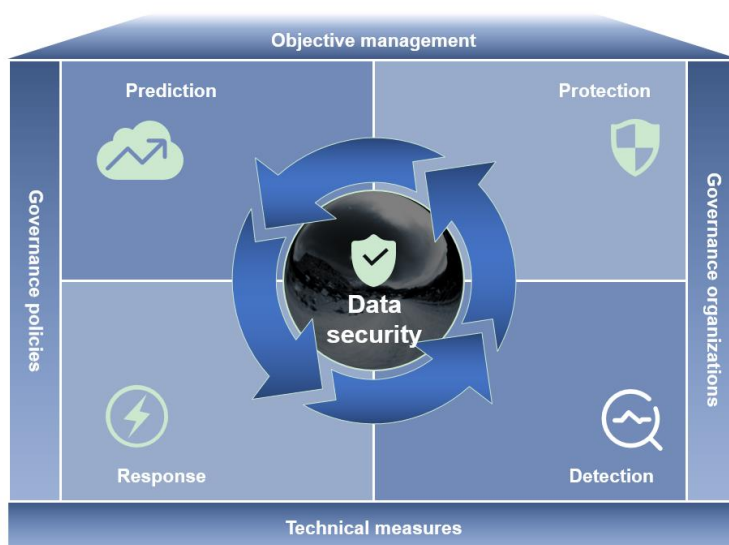 Objective management
Prediction
Protection
Governance policies
Governance organizations
Data
security
Response
Detection
Technical measures